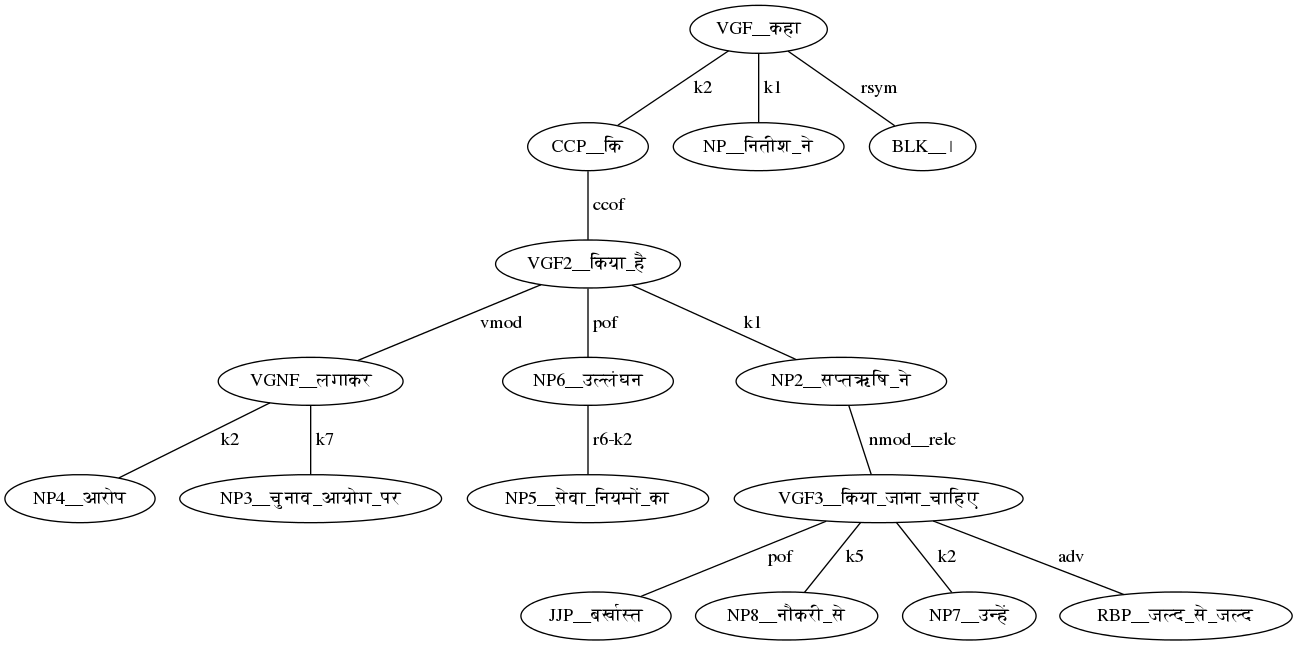 VGF__कहा
k2 k1 rsym
CCP__कि NP__नितीश_ने BLK__।
ccof
VGF2__किया_है
vmod pof k1
VGNF__लगाकर NP6__उल्लंघन NP2__सप्तऋषि_ने
k2 k7 r6-k2 nmod__relc
NP4__आरोप NP3__चुनाव_आयोग_पर NP5__सेवा_नियमों_का VGF3__किया_जाना_चाहिए
pof k5 k2 adv
JJP__बर्खास्त NP8__नौकरी_से NP7__उन्हें RBP__जल्द_से_जल्द